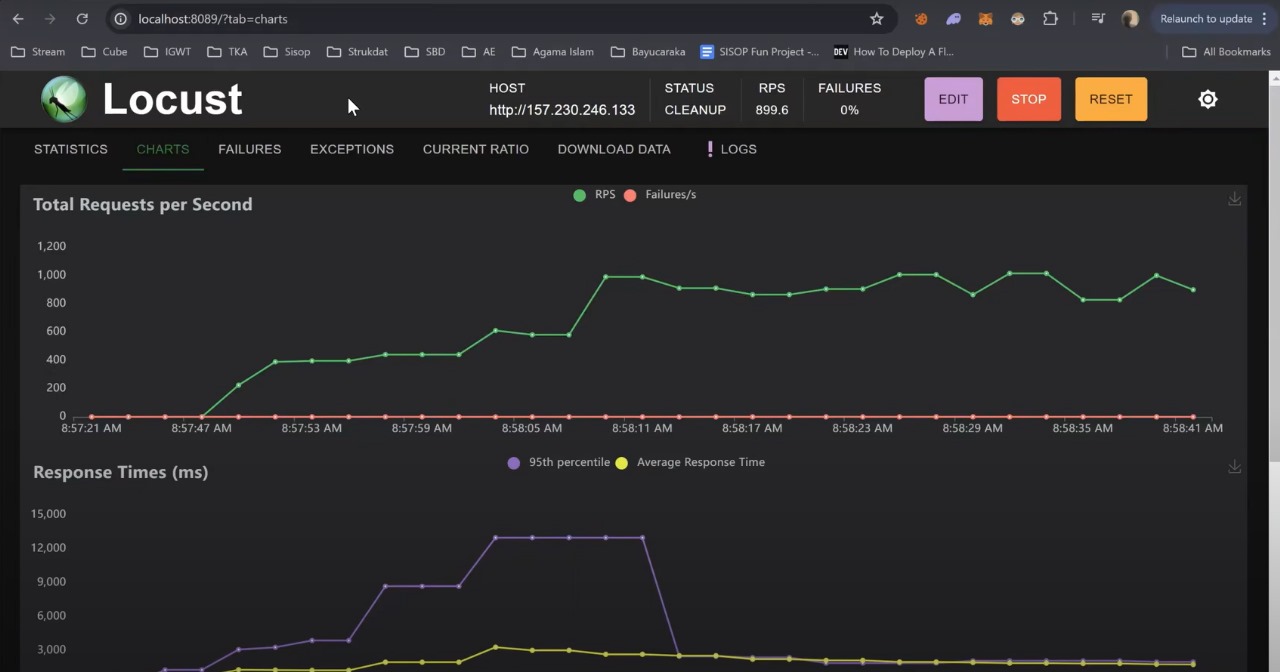 localhost:8089/?tab=charts
Relaunch to update
Stream Cube IGWT TKA Sisop Strukdat SBD AE Agama Islam Bayucaraka SISOP Fun Project -... DEV How To Deploy A Fl... All Bookmarks
Locust
HOST
http://157.230.246.133
STATUS
CLEANUP
RPS
899.6
FAILURES
0%
EDIT
STOP
RESET
STATISTICS CHARTS FAILURES EXCEPTIONS CURRENT RATIO DOWNLOAD DATA LOGS
Total Requests per Second
RPS Failures/s
1,200
1,000
800
600
400
200
0
8:57:21 AM 8:57:47 AM 8:57:53 AM 8:57:59 AM 8:58:05 AM 8:58:11 AM 8:58:17 AM 8:58:23 AM 8:58:29 AM 8:58:35 AM 8:58:41 AM
Response Times (ms)
95th percentile Average Response Time
15,000
12,000
9,000
6,000
3,000